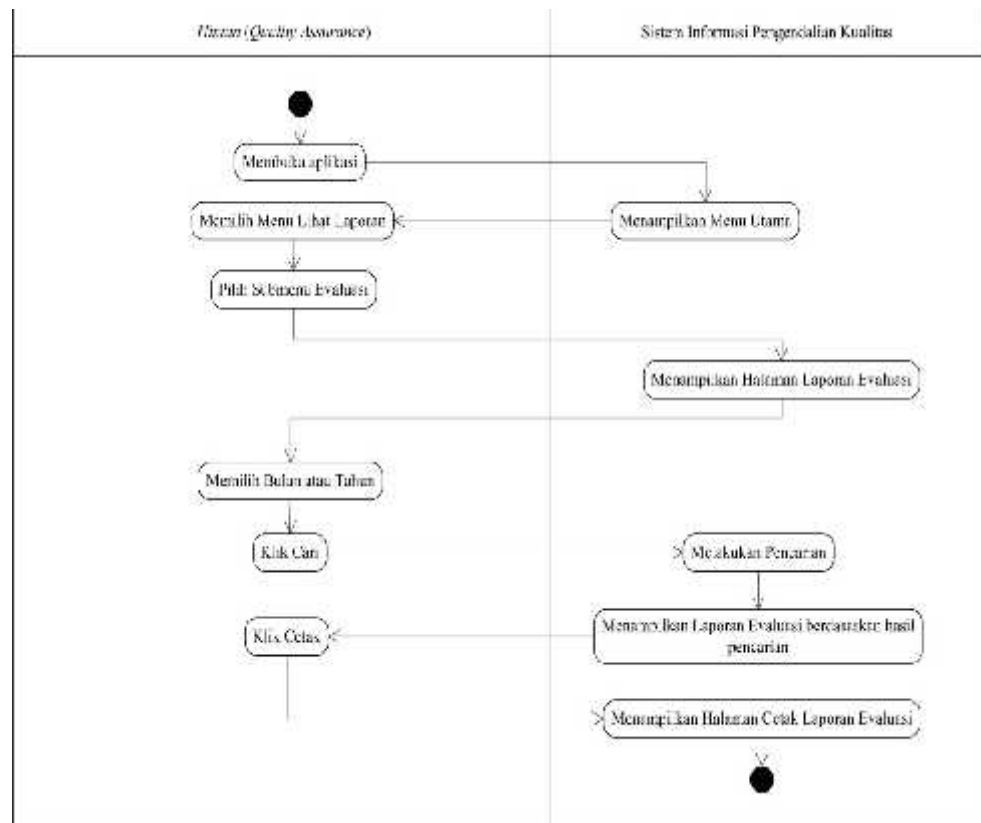 (Quality Assurance)
Sistem Informasi Pengendalian Kualitas
Membuka aplikasi
Menampilkan Menu Utama
Memilih Menu Lihat Laporan
Pilih Submenu Evaluasi
Menampilkan Halaman Laporan Evaluasi
Memilih Bulan atau Tahun
Klik Cari
Melakukan Pencarian
Menampilkan Laporan Evaluasi berdasarkan hasil
pencarian
Klik Cetak
Menampilkan Halaman Cetak Laporan Evaluasi